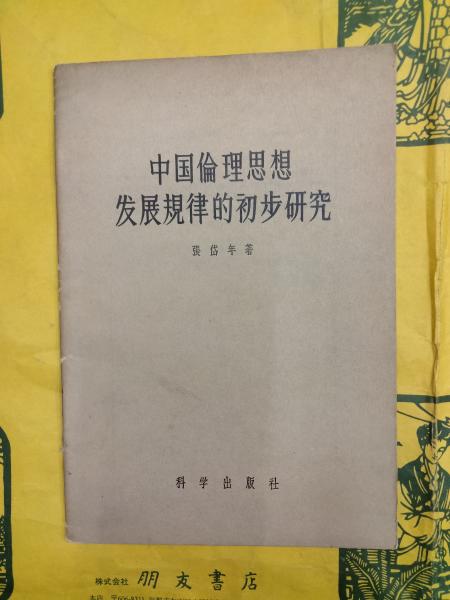 中国倫理思想
发展規律的初步研究
張岱年著
科学出版社
株式会社 朋友書店